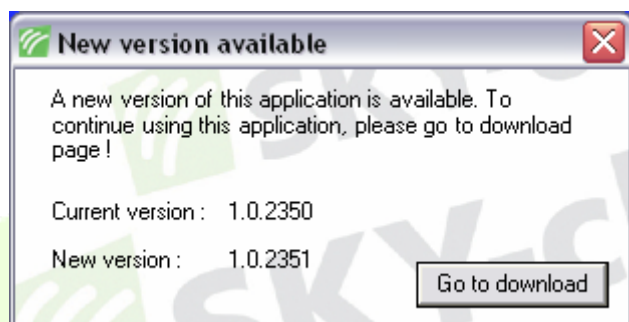 New version available
A new version of this application is available. To
continue using this application, please go to download
page !
Current version : 1.0.2350
New version : 1.0.2351
Go to download